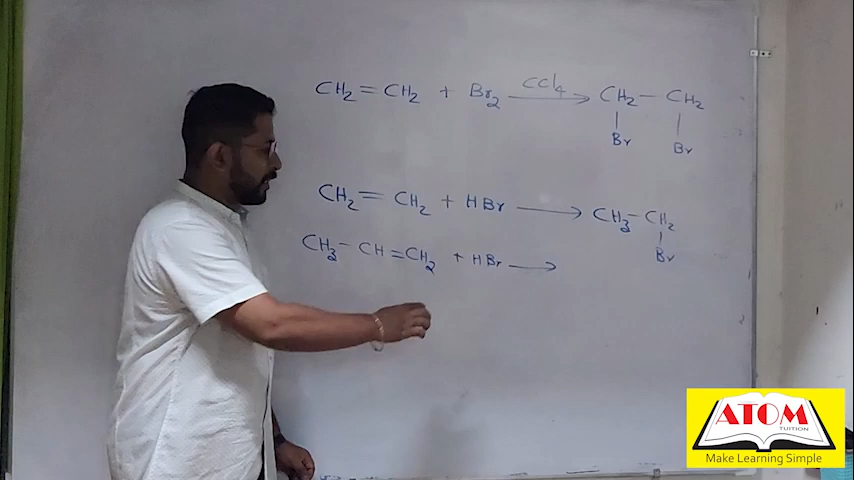 CH₂ = CH₂ + Br₂ CCl₄ → CH₂ — CH₂
| |
Br Br
CH₂ = CH₂ + HBr → CH₃ — CH₂
|
Br
CH₃ — CH = CH₂ + HBr →
ATOM
TUITION
Make Learning Simple